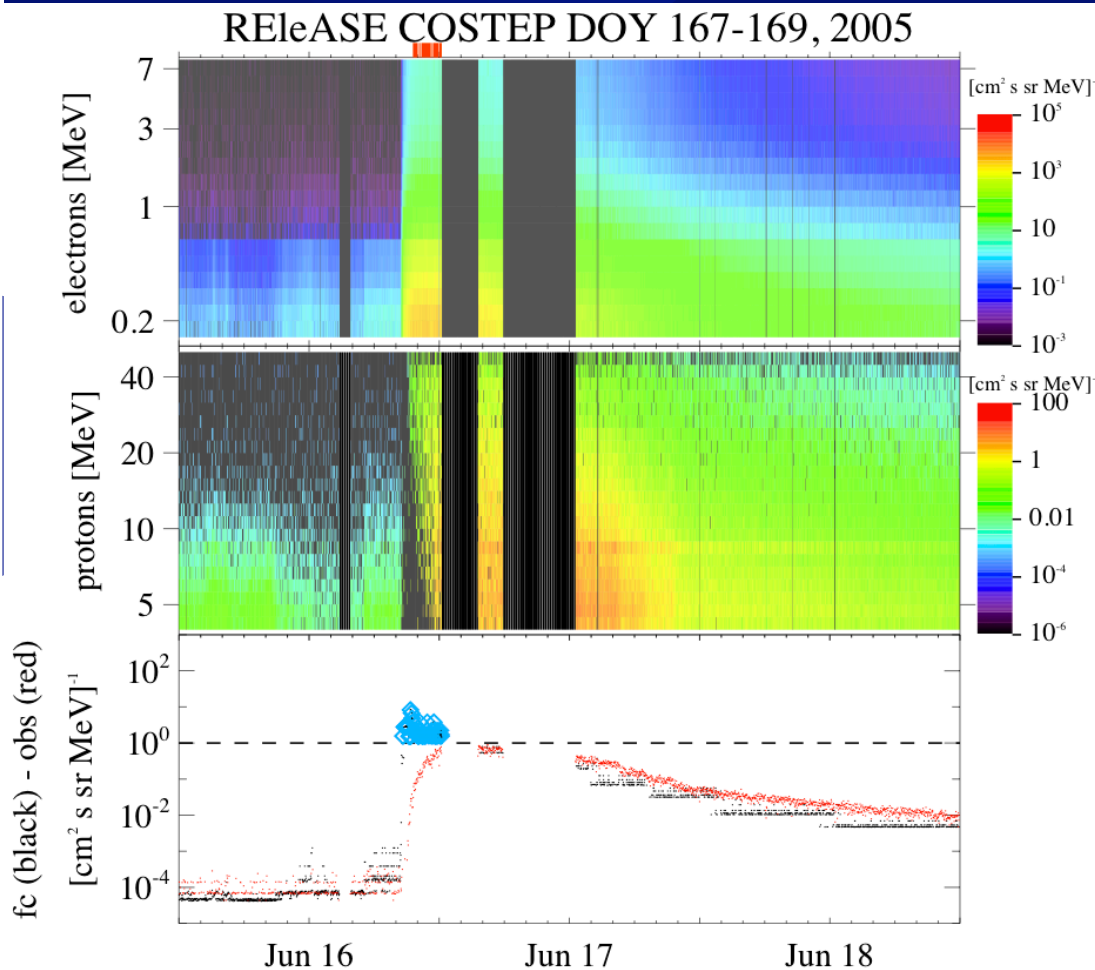 REleASE COSTEP DOY 167-169, 2005
electrons [MeV]
7
3
1
0.2
[cm² s sr MeV]⁻
10⁵
10³
10
10⁻¹
10⁻³
protons [MeV]
40
20
10
5
[cm² s sr MeV]⁻
100
1
0.01
10⁻⁴
10⁻⁶
fc (black) - obs (red)
[cm² s sr MeV]⁻¹
10²
10⁰
10⁻²
10⁻⁴
Jun 16 Jun 17 Jun 18